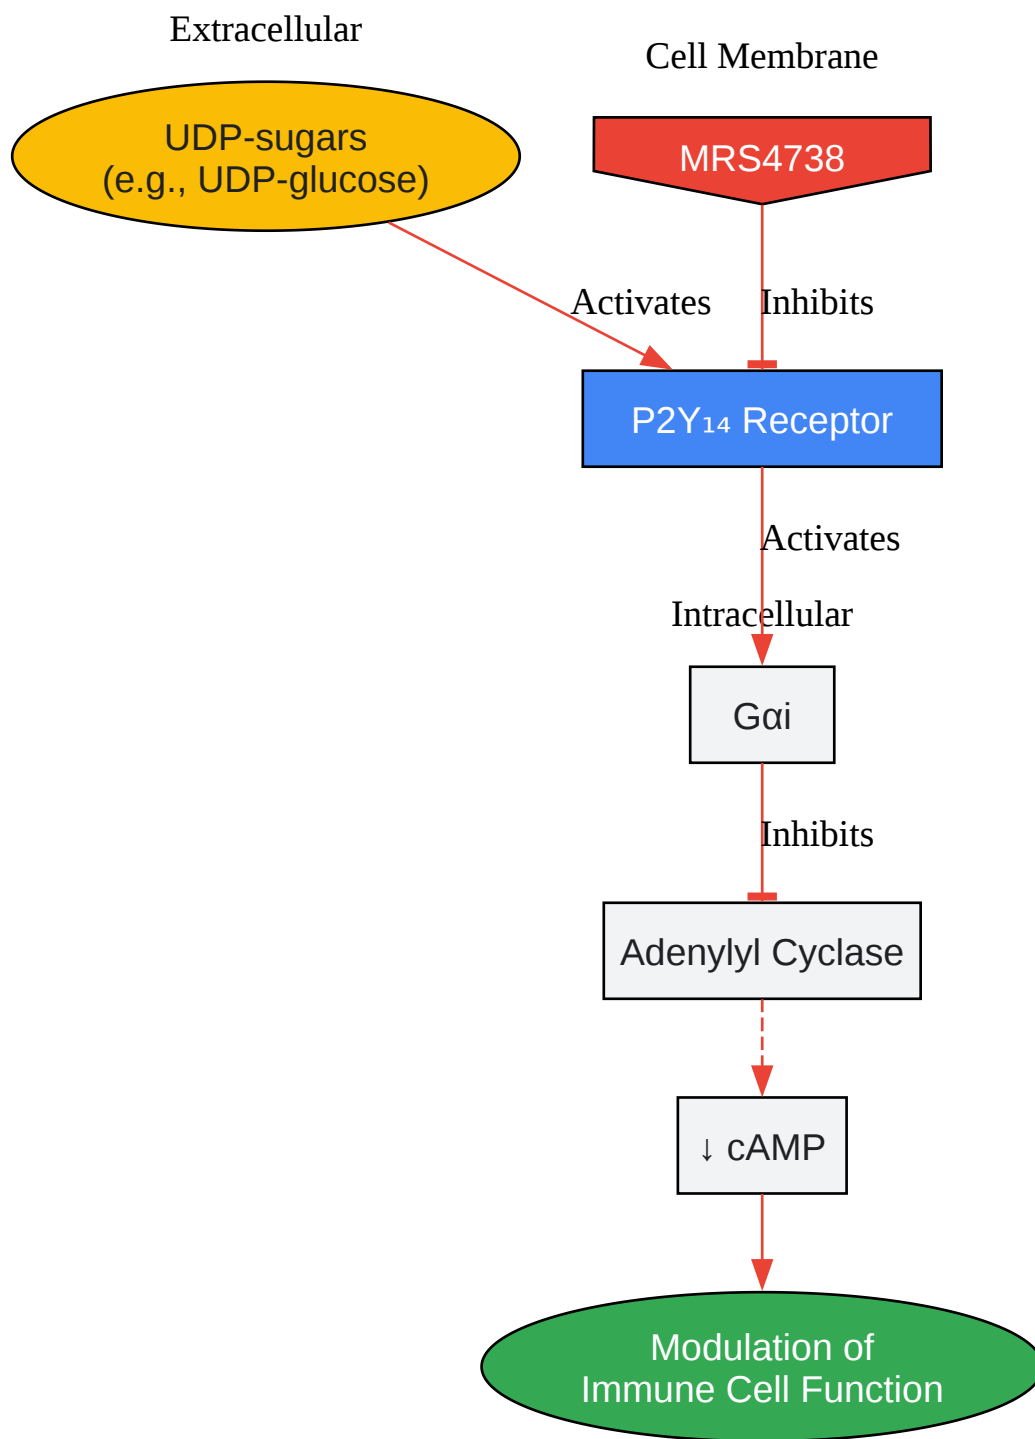 Extracellular
Cell Membrane
UDP-sugars
(e.g., UDP-glucose)
MRS4738
Activates
Inhibits
P2Y₁₄ Receptor
Activates
Intracellular
Gαi
Inhibits
Adenylyl Cyclase
↓ cAMP
Modulation of
Immune Cell Function